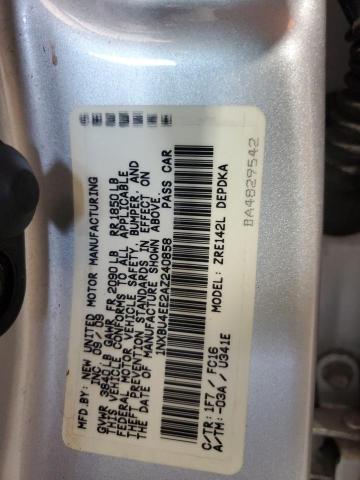 MFD.BY: NEW UNITED MOTOR MANUFACTURING
INC 09/09
GVWR 3840 LB GAWR FR 2090 LB RR 1850 LB
THIS VEHICLE CONFORMS TO ALL APPLICABLE
FEDERAL MOTOR VEHICLE SAFETY, BUMPER, AND
THEFT PREVENTION STANDARDS IN EFFECT ON
THE DATE OF MANUFACTURE SHOWN ABOVE.
1NXBU4EE2AZ240858 PASS CAR
C/TR: 1F7 / FC16 MODEL: ZRE142L DEPDKA
A/TM: -03A / U341E
BA4829542